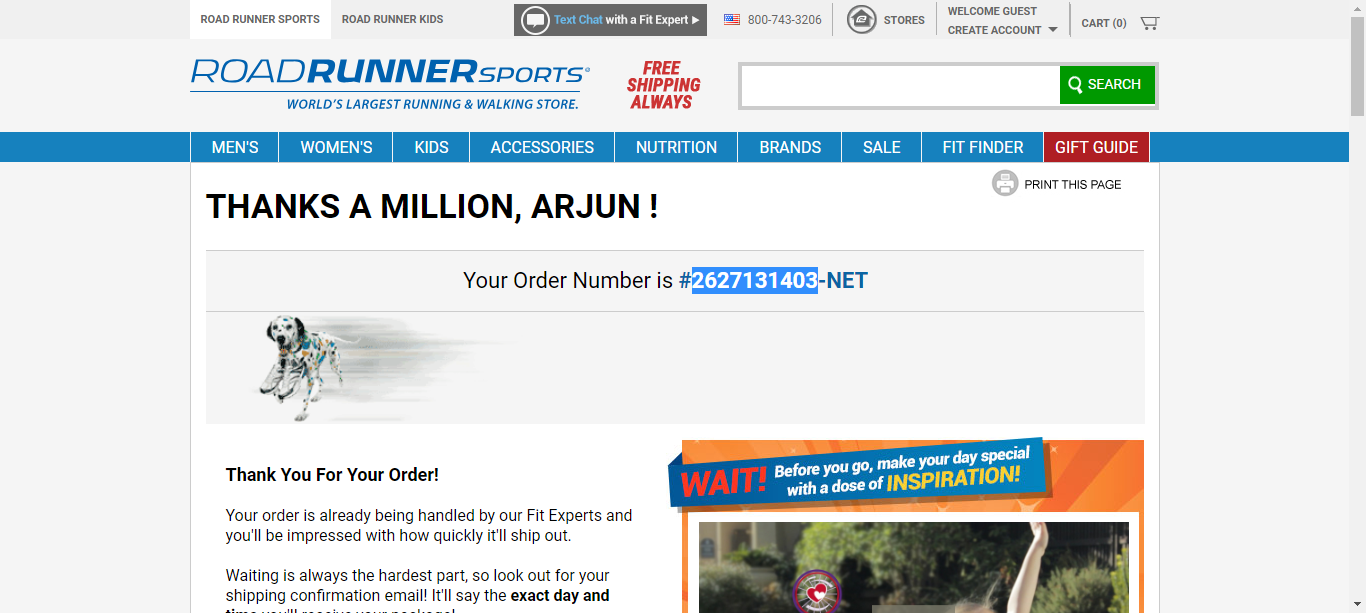 ROAD RUNNER SPORTS
ROAD RUNNER KIDS
Text Chat with a Fit Expert
800-743-3206
STORES
WELCOME GUEST
CREATE ACCOUNT
CART (0)
ROADRUNNERSPORTS®
WORLD'S LARGEST RUNNING & WALKING STORE.
FREE
SHIPPING
ALWAYS
SEARCH
MEN'S WOMEN'S KIDS ACCESSORIES NUTRITION BRANDS SALE FIT FINDER GIFT GUIDE
PRINT THIS PAGE
THANKS A MILLION, ARJUN !
Your Order Number is #2627131403-NET
Thank You For Your Order!
Your order is already being handled by our Fit Experts and
you'll be impressed with how quickly it'll ship out.
Waiting is always the hardest part, so look out for your
shipping confirmation email! It'll say the exact day and
time you'll receive your package!
WAIT! Before you go, make your day special
with a dose of INSPIRATION!